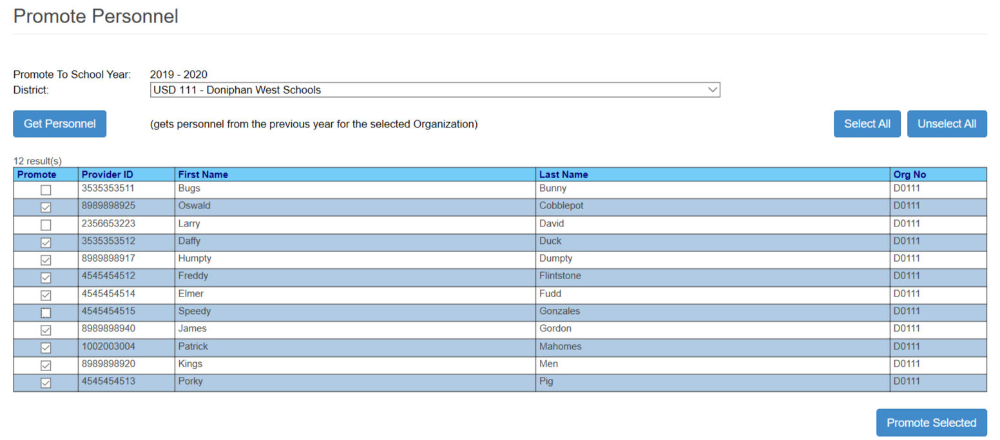 Promote Personnel
Promote To School Year: 2019 - 2020
District: USD 111 - Doniphan West Schools
Get Personnel (gets personnel from the previous year for the selected Organization) Select All Unselect All
12 result(s)
Promote Provider ID First Name Last Name Org No
3535353511 Bugs Bunny D0111
8989898925 Oswald Cobblepot D0111
2356653223 Larry David D0111
3535353512 Daffy Duck D0111
8989898917 Humpty Dumpty D0111
4545454512 Freddy Flintstone D0111
4545454514 Elmer Fudd D0111
4545454515 Speedy Gonzales D0111
8989898940 James Gordon D0111
1002003004 Patrick Mahomes D0111
8989898920 Kings Men D0111
4545454513 Porky Pig D0111
Promote Selected